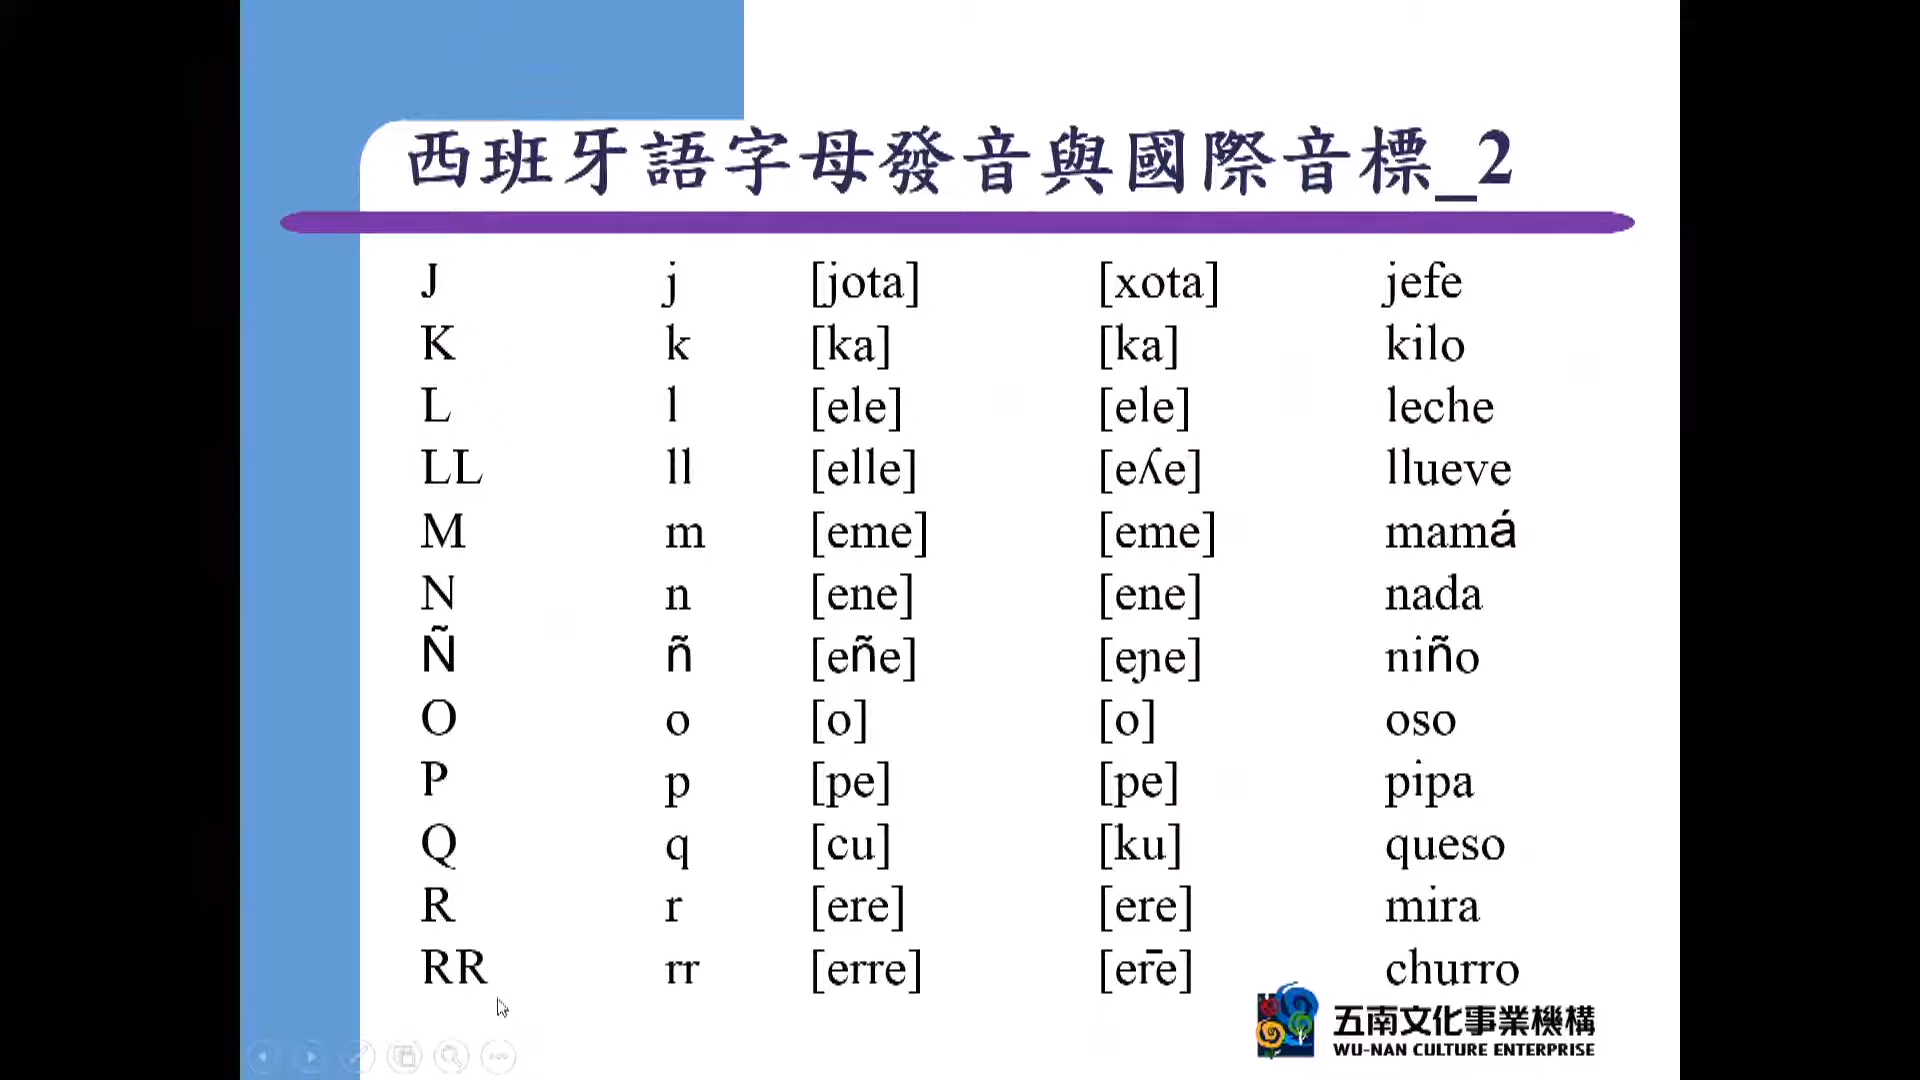 西班牙語字母發音與國際音標_2
J j [jota] [xota] jefe
K k [ka] [ka] kilo
L l [ele] [ele] leche
LL ll [elle] [eʎe] llueve
M m [eme] [eme] mamá
N n [ene] [ene] nada
Ñ ñ [eñe] [eɲe] niño
O o [o] [o] oso
P p [pe] [pe] pipa
Q q [cu] [ku] queso
R r [ere] [ere] mira
RR rr [erre] [er̄e] churro
五南文化事業機構
WU-NAN CULTURE ENTERPRISE